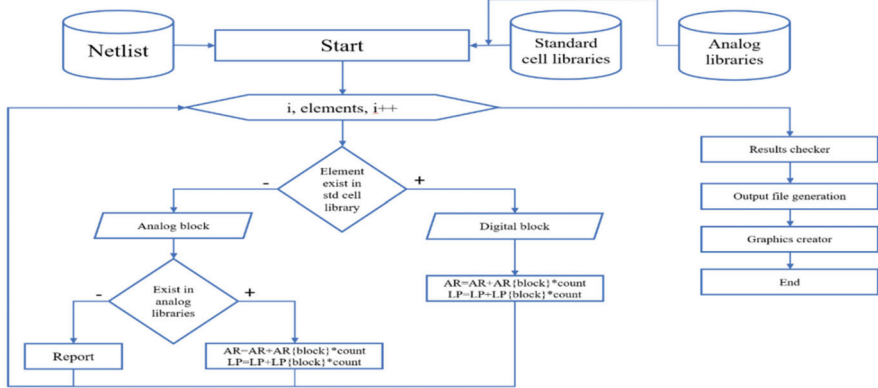 Netlist
Start
Standard
cell libraries
Analog
libraries
i, elements, i++
Element
exist in
std cell
library
-
+
Analog block
Digital block
Exist in
analog
libraries
-
+
Report
AR=AR+AR{block}*count
LP=LP+LP{block}*count
AR=AR+AR{block}*count
LP=LP+LP{block}*count
Results checker
Output file generation
Graphics creator
End